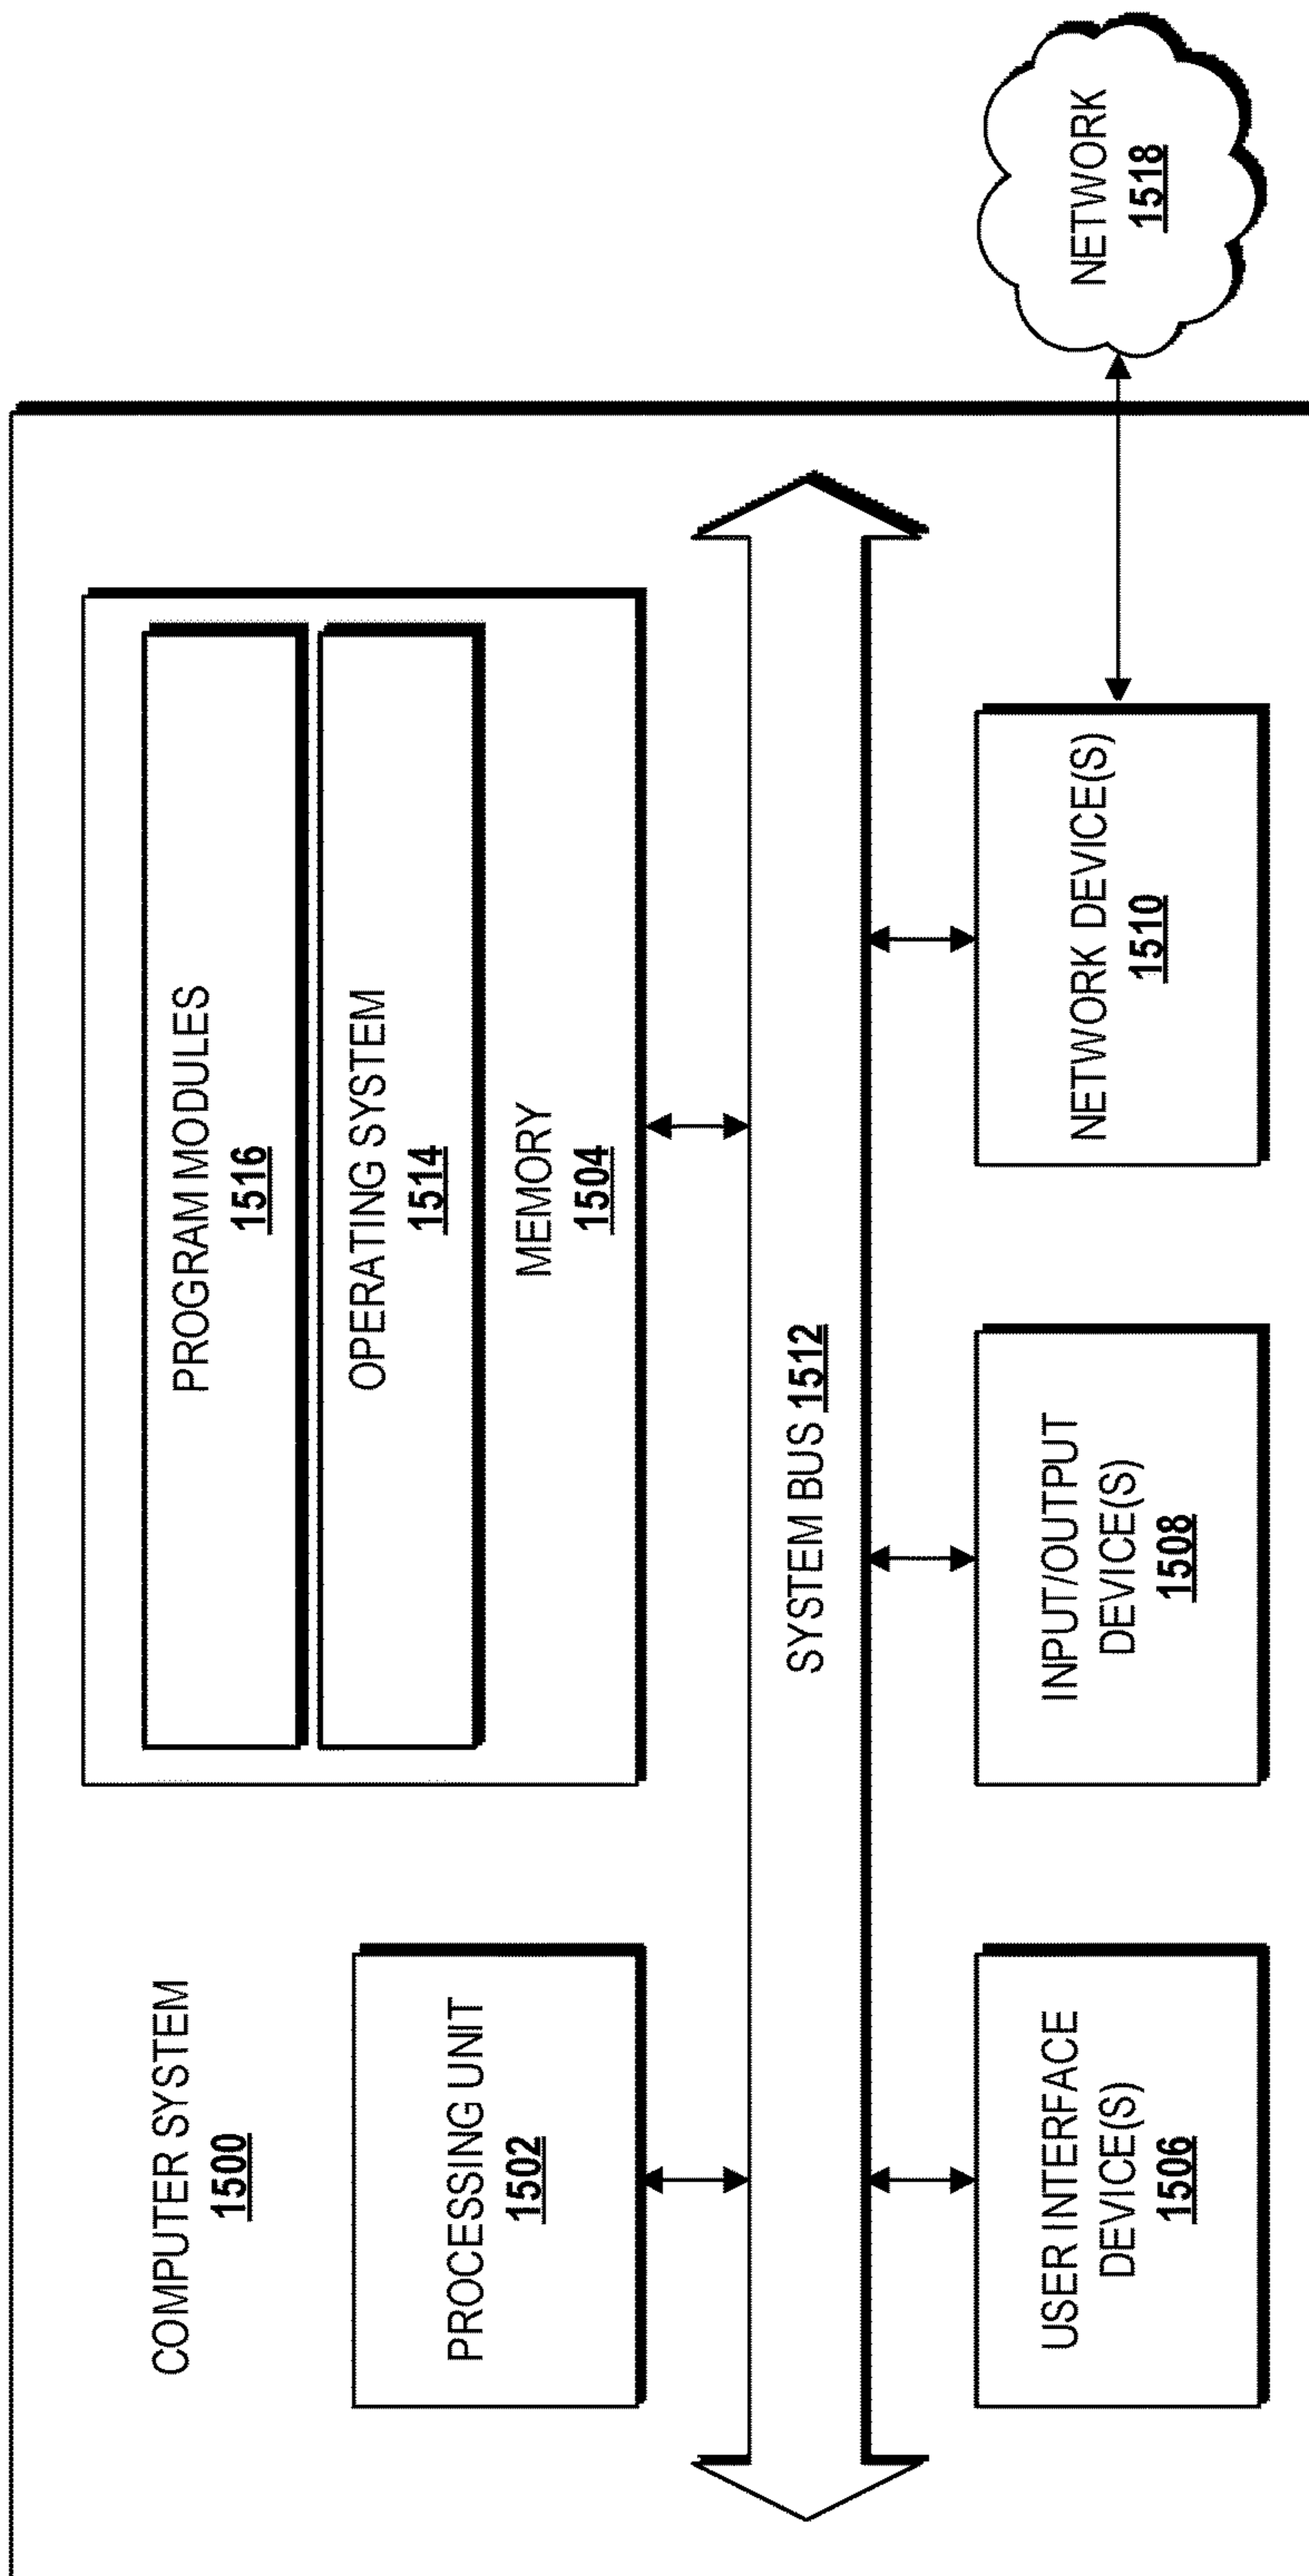 COMPUTER SYSTEM
1500
PROCESSING UNIT
1502
PROGRAM MODULES
1516
OPERATING SYSTEM
1514
MEMORY
1504
SYSTEM BUS 1512
USER INTERFACE
DEVICE(S)
1506
INPUT/OUTPUT
DEVICE(S)
1508
NETWORK DEVICE(S)
1510
NETWORK
1518